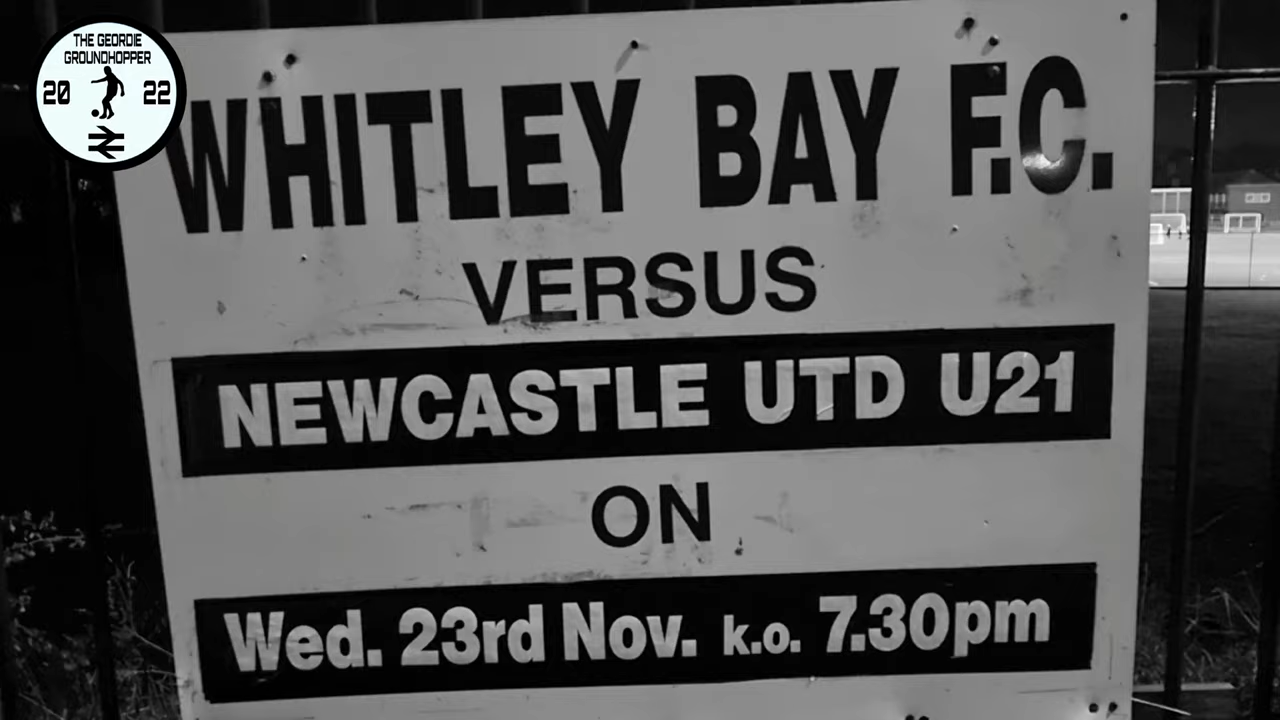 THE GEORDIE
GROUNDHOPPER
20 22
WHITLEY BAY F.C.
VERSUS
NEWCASTLE UTD U21
ON
Wed. 23rd Nov. k.o. 7.30pm